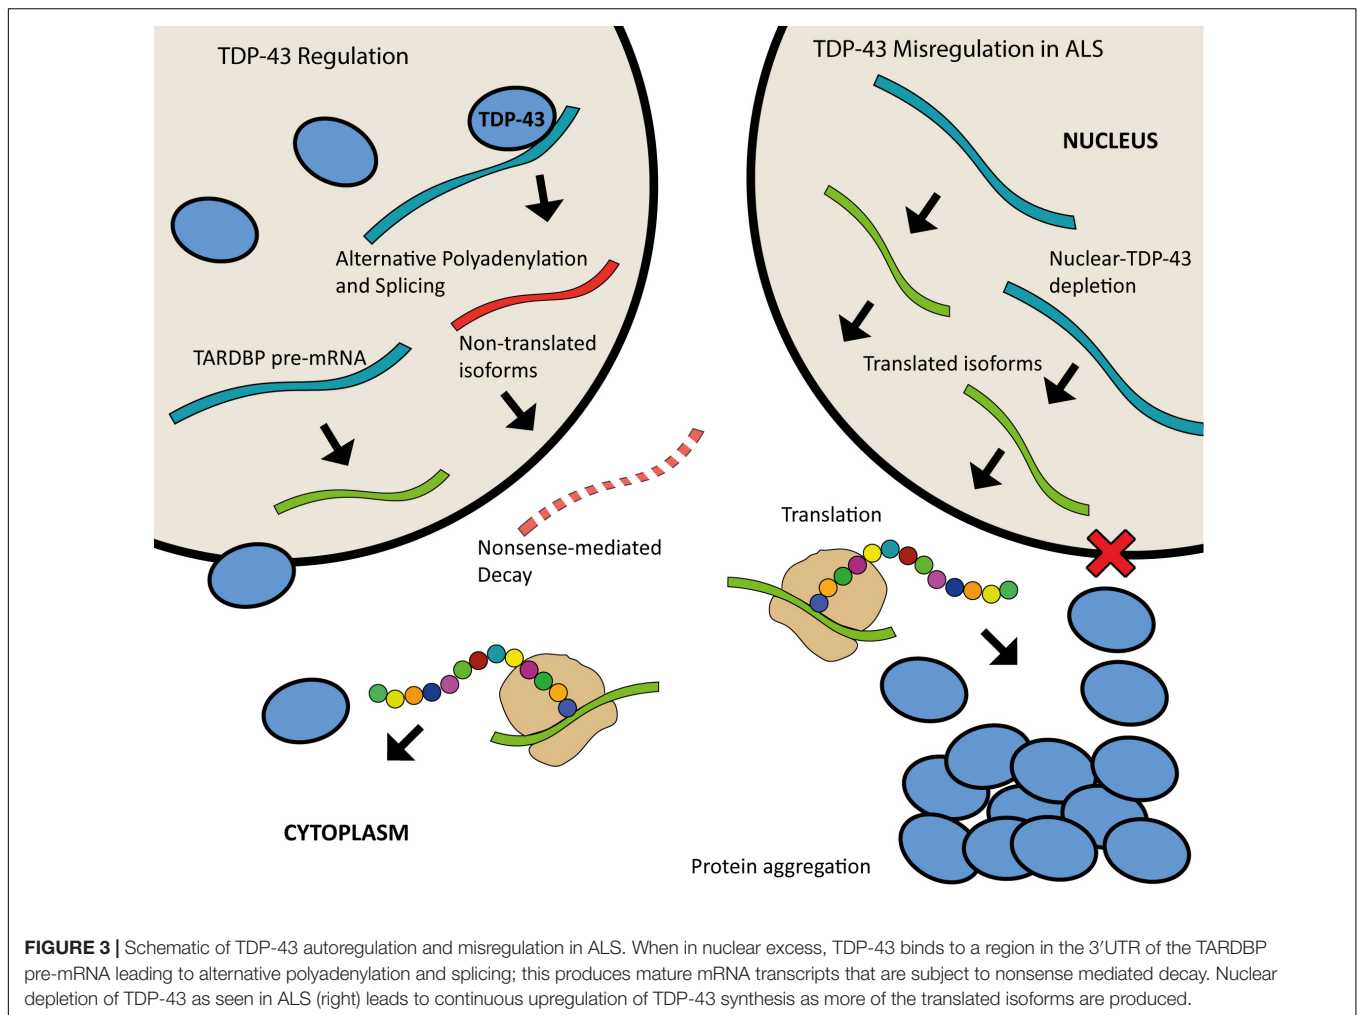 TDP-43 Regulation
TDP-43
Alternative Polyadenylation
and Splicing
TARDBP pre-mRNA
Non-translated
isoforms
Nonsense-mediated
Decay
CYTOPLASM
TDP-43 Misregulation in ALS
NUCLEUS
Nuclear-TDP-43
depletion
Translated isoforms
Translation
Protein aggregation
FIGURE 3 | Schematic of TDP-43 autoregulation and misregulation in ALS. When in nuclear excess, TDP-43 binds to a region in the 3′UTR of the TARDBP
pre-mRNA leading to alternative polyadenylation and splicing; this produces mature mRNA transcripts that are subject to nonsense mediated decay. Nuclear
depletion of TDP-43 as seen in ALS (right) leads to continuous upregulation of TDP-43 synthesis as more of the translated isoforms are produced.